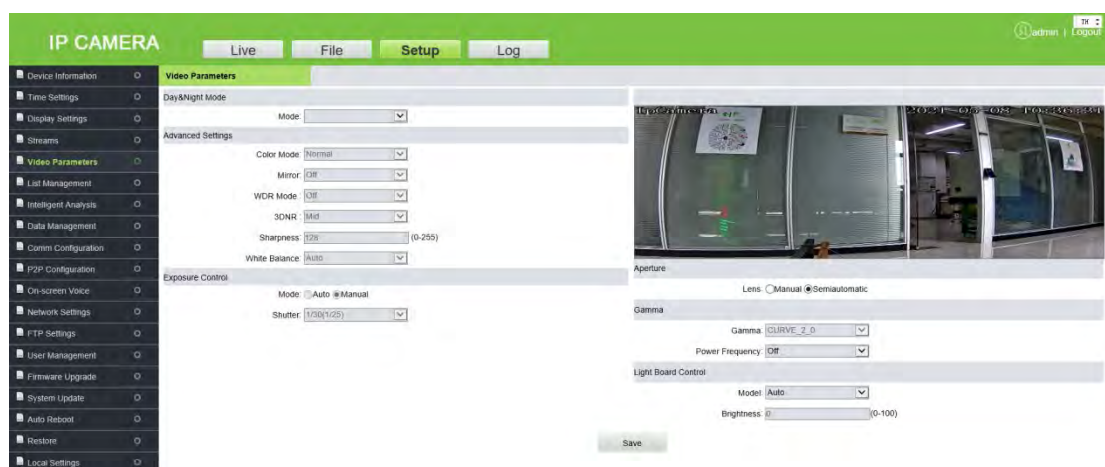 IP CAMERA
Live
File
Setup
Log
admin | Logout
Device Information
Time Settings
Display Settings
Streams
Video Parameters
List Management
Intelligent Analysis
Data Management
Comm Configuration
P2P Configuration
On-screen Voice
Network Settings
FTP Settings
User Management
Firmware Upgrade
System Update
Auto Reboot
Restore
Local Settings
Video Parameters
Day&Night Mode
Mode:
Advanced Settings
Color Mode: Normal
Mirror: Off
WDR Mode: Off
3DNR: Mid
Sharpness: 128 (0-255)
White Balance: Auto
Exposure Control
Mode: Auto Manual
Shutter: 1/30(1/25)
IpCamera
Aperture
Lens: Manual Semiautomatic
Gamma
Gamma: CURVE_2_0
Power Frequency: Off
Light Board Control
Model: Auto
Brightness: 0 (0-100)
Save